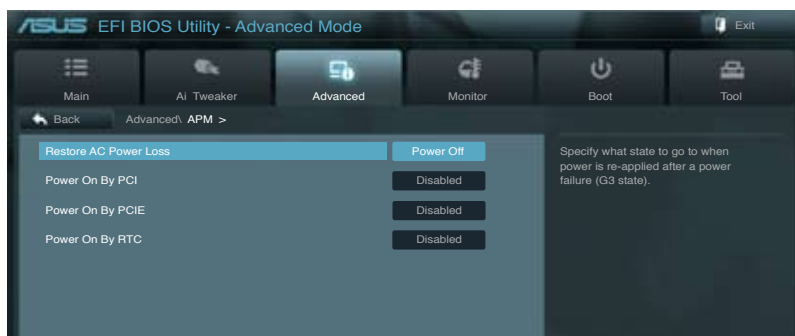 ASUS EFI BIOS Utility - Advanced Mode
Exit
Main
Ai Tweaker
Advanced
Monitor
Boot
Tool
Back
Advanced\ APM >
Restore AC Power Loss
Power Off
Power On By PCI
Disabled
Power On By PCIE
Disabled
Power On By RTC
Disabled
Specify what state to go to when
power is re-applied after a power
failure (G3 state).